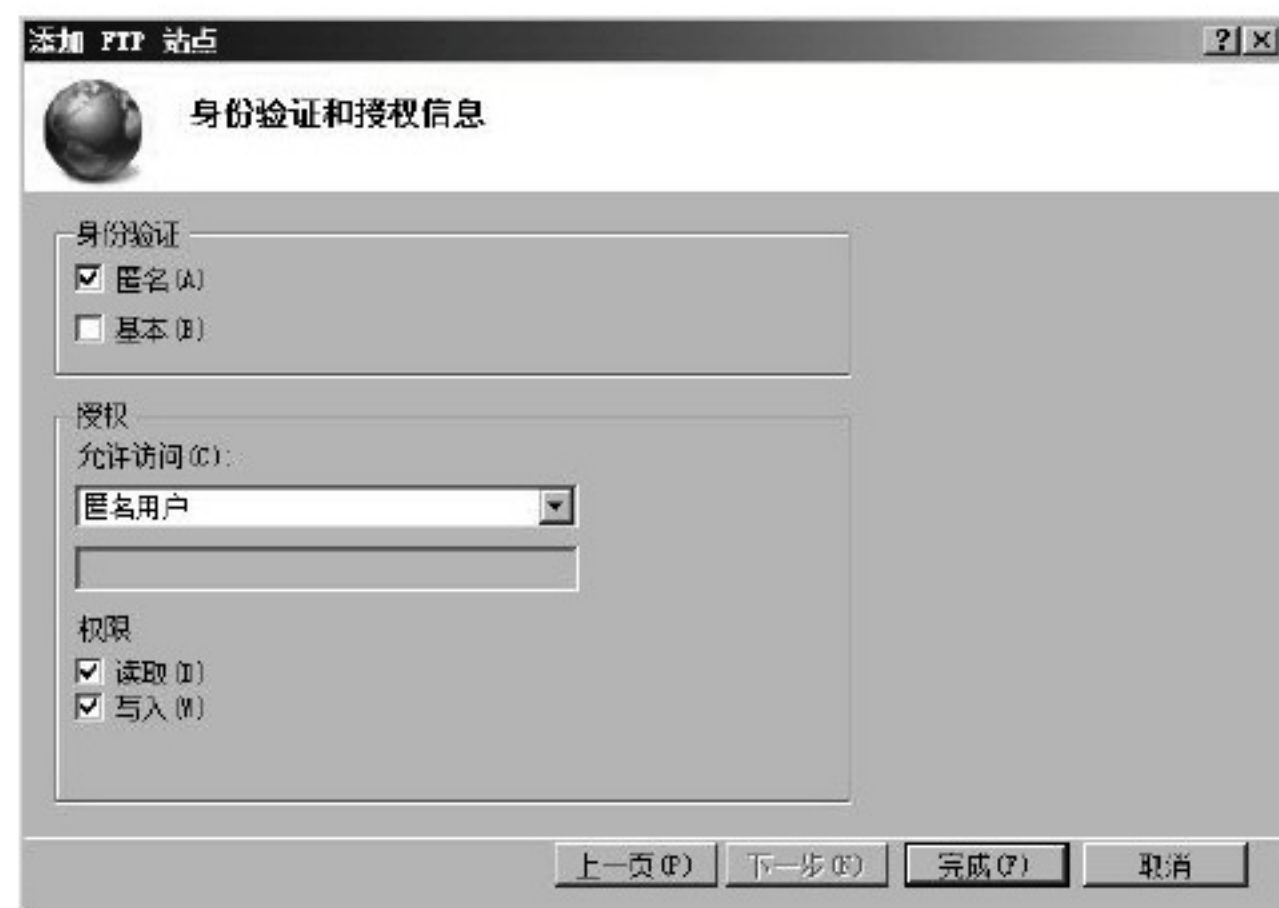 添加 FTP 站点
身份验证和授权信息
身份验证
匿名(A)
基本(B)
授权
允许访问(C):
匿名用户
权限
读取(D)
写入(W)
上一页(P)
下一步(N)
完成(F)
取消